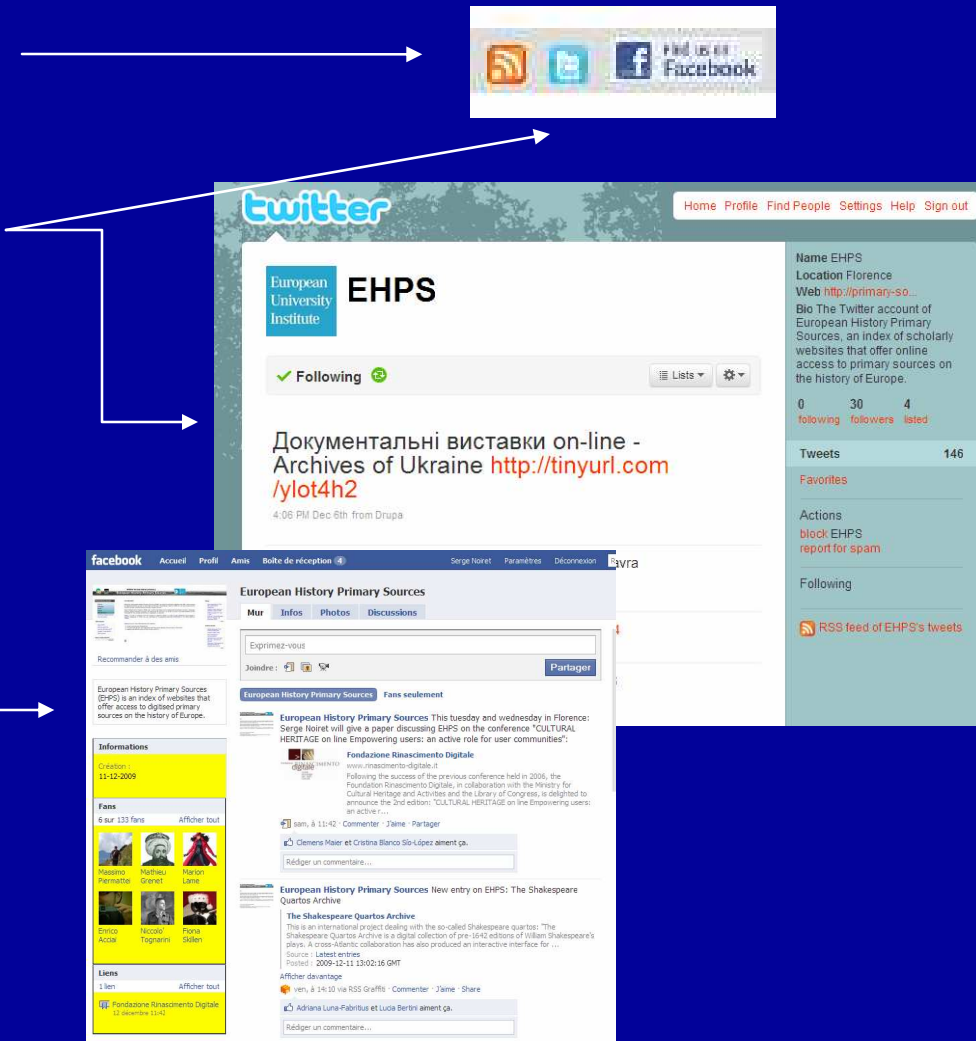 Find us on
Facebook
twitter
Home Profile Find People Settings Help Sign out
European
University
Institute
EHPS
Following
Lists
Документальні виставки on-line -
Archives of Ukraine http://tinyurl.com
/ylot4h2
4:06 PM Dec 6th from Drupa
avra
4
Name EHPS
Location Florence
Web http://primary-so...
Bio The Twitter account of
European History Primary
Sources, an index of scholarly
websites that offer online
access to primary sources on
the history of Europe.
0 30 4
following followers listed
Tweets 146
Favorites
Actions
block EHPS
report for spam
Following
RSS feed of EHPS's tweets
facebook Accueil Profil Amis Boîte de réception 4 Serge Noiret Paramètres Déconnexion
Recommander à des amis
European History Primary Sources
(EHPS) is an index of websites that
offer access to digitised primary
sources on the history of Europe.
Informations
Création :
11-12-2009
Fans
6 sur 133 fans Afficher tout
Massimo Piermattei
Mathieu Grenet
Marion Lame
Enrico Acciai
Niccolo' Tognarini
Fiona Skillen
Liens
1 lien Afficher tout
Fondazione Rinascimento Digitale
12 décembre 11:42
European History Primary Sources
Mur Infos Photos Discussions
Exprimez-vous
Joindre : Partager
European History Primary Sources Fans seulement
European History Primary Sources This tuesday and wednesday in Florence:
Serge Noiret will give a paper discussing EHPS on the conference "CULTURAL
HERITAGE on line Empowering users: an active role for user communities":
Fondazione Rinascimento Digitale
www.rinascimento-digitale.it
Following the success of the previous conference held in 2006, the
Foundation Rinascimento Digitale, in collaboration with the Ministry for
Cultural Heritage and Activities and the Library of Congress, is delighted to
announce the 2nd edition: "CULTURAL HERITAGE on line Empowering users:
an active r...
sam, à 11:42 · Commenter · J'aime · Partager
Clemens Maier et Cristina Blanco Sío-López aiment ça.
Rédiger un commentaire...
European History Primary Sources New entry on EHPS: The Shakespeare
Quartos Archive
The Shakespeare Quartos Archive
This is an international project dealing with the so-called Shakespeare quartos: "The
Shakespeare Quartos Archive is a digital collection of pre-1642 editions of William Shakespeare's
plays. A cross-Atlantic collaboration has also produced an interactive interface for ...
Source : Latest entries
Posted : 2009-12-11 13:02:16 GMT
Afficher davantage
ven, à 14:10 via RSS Graffiti · Commenter · J'aime · Share
Adriana Luna-Fabritius et Lucia Bertini aiment ça.
Rédiger un commentaire...